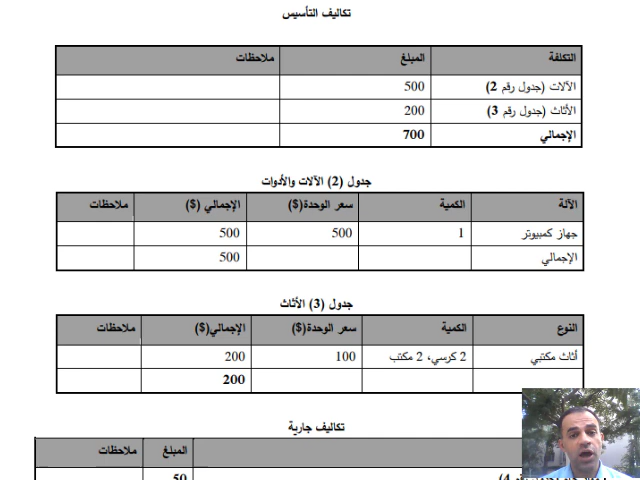 تكاليف التأسيس
التكلفة المبلغ ملاحظات
الآلات (جدول رقم 2) 500
الأثاث (جدول رقم 3) 200
الإجمالي 700
جدول (2) الآلات والأدوات
الآلة الكمية سعر الوحدة($) الإجمالي ($) ملاحظات
جهاز كمبيوتر 1 500 500
الإجمالي 500
جدول (3) الأثاث
النوع الكمية سعر الوحدة($) الإجمالي($) ملاحظات
أثاث مكتبي 2 كرسي، 2 مكتب 100 200
200
تكاليف جارية
المبلغ ملاحظات
50